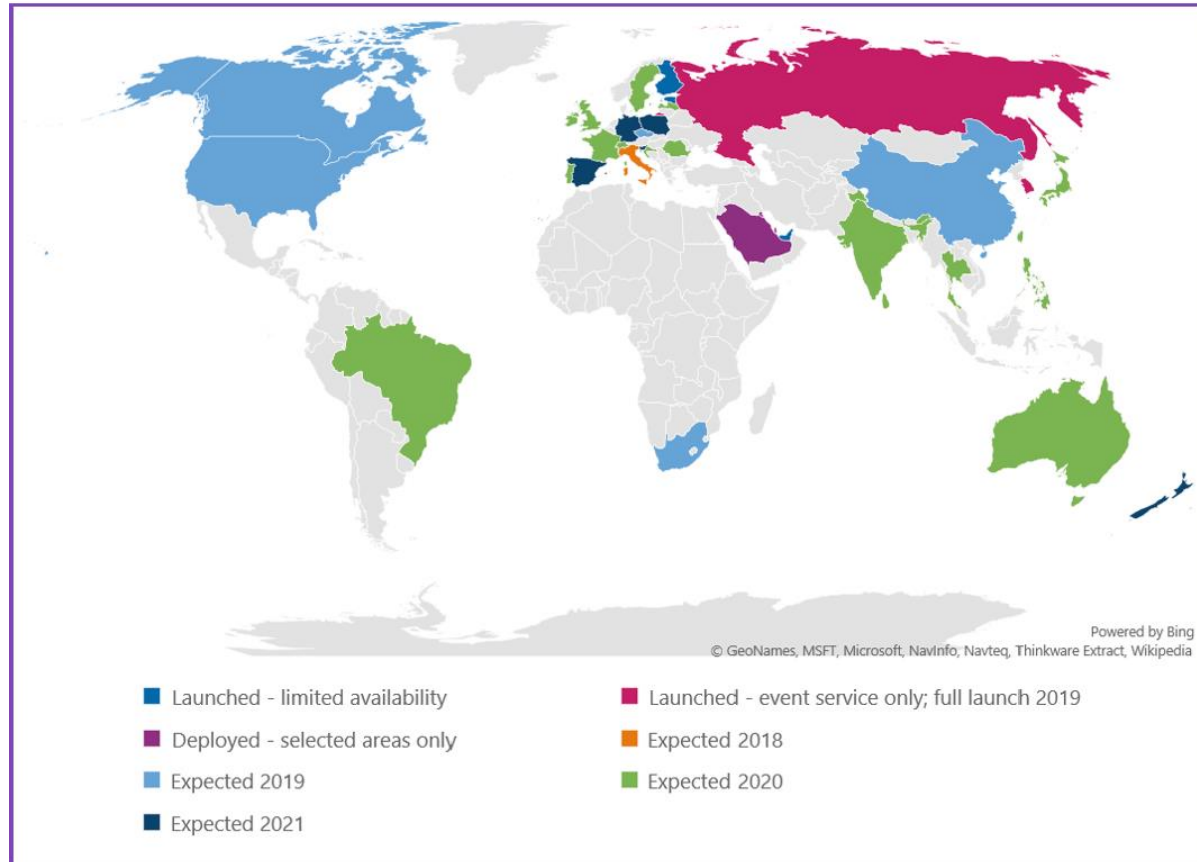 Powered by Bing
© GeoNames, MSFT, Microsoft, NavInfo, Navteq, Thinkware Extract, Wikipedia
Launched - limited availability
Launched - event service only; full launch 2019
Deployed - selected areas only
Expected 2018
Expected 2019
Expected 2020
Expected 2021